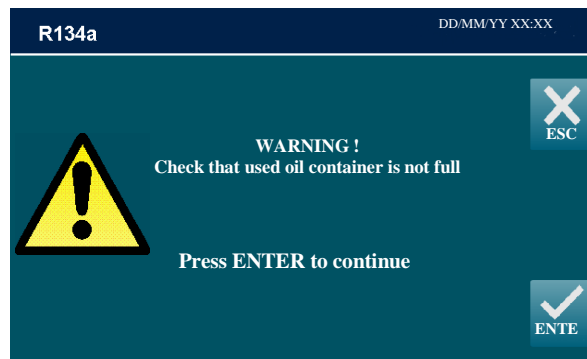 R134a
DD/MM/YY XX:XX
ESC
WARNING !
Check that used oil container is not full
Press ENTER to continue
ENTE